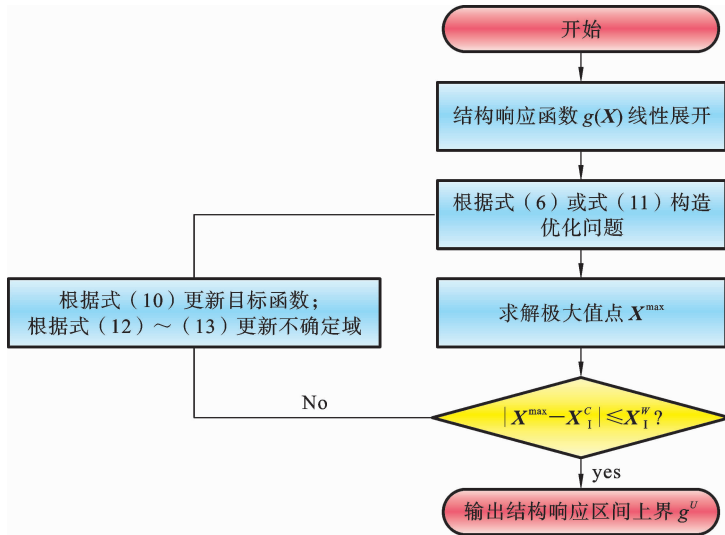 开始
结构响应函数 g(X) 线性展开
根据式（6）或式（11）构造
优化问题
根据式（10）更新目标函数；
根据式（12）～（13）更新不确定域
求解极大值点 X^max
No
|X^max－X_I^C|≤X_I^W?
yes
输出结构响应区间上界 g^U